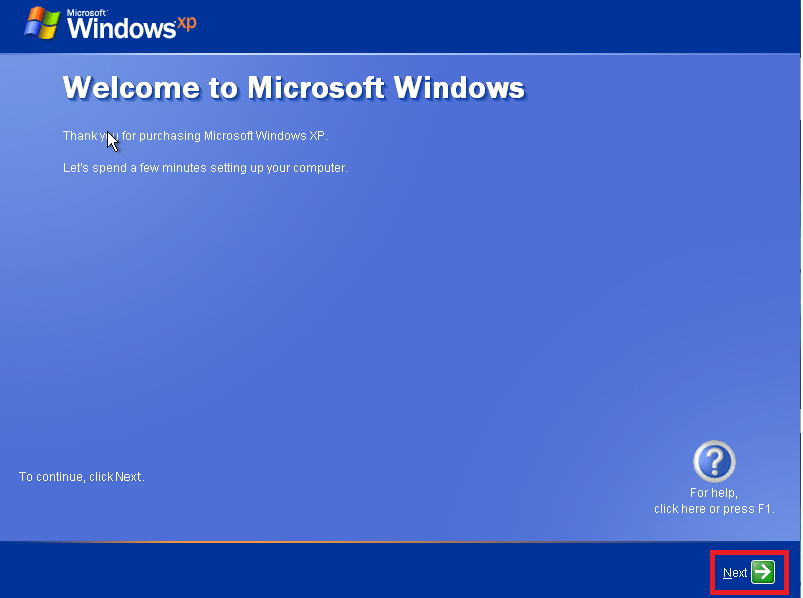 Microsoft®
Windows xp
Welcome to Microsoft Windows
Thank you for purchasing Microsoft Windows XP.
Let's spend a few minutes setting up your computer.
To continue, click Next.
?
For help,
click here or press F1.
Next